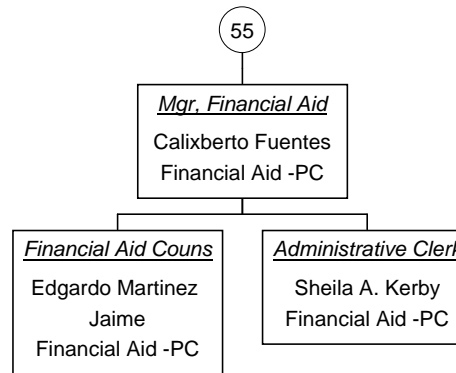 55
Mgr, Financial Aid
Calixberto Fuentes
Financial Aid -PC
Financial Aid Couns
Edgardo Martinez
Jaime
Financial Aid -PC
Administrative Clerk
Sheila A. Kerby
Financial Aid -PC